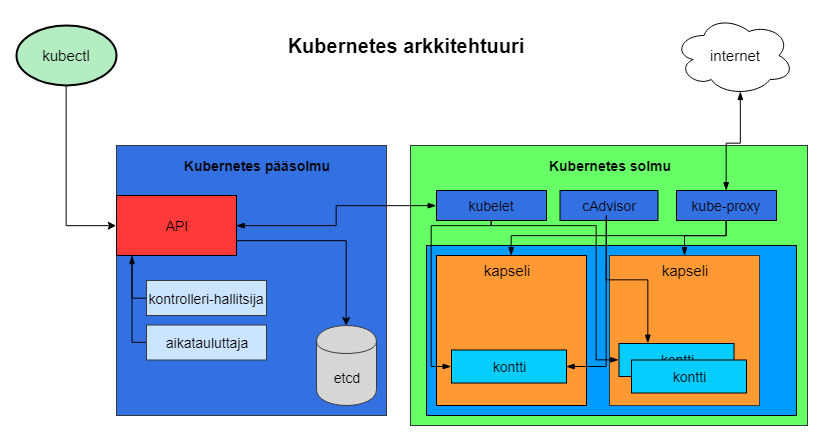 Kubernetes arkkitehtuuri
kubectl
internet
Kubernetes pääsolmu
API
kontrolleri-hallitsija
aikatauluttaja
etcd
Kubernetes solmu
kubelet
cAdvisor
kube-proxy
kapseli
kontti
kapseli
kontti
kontti